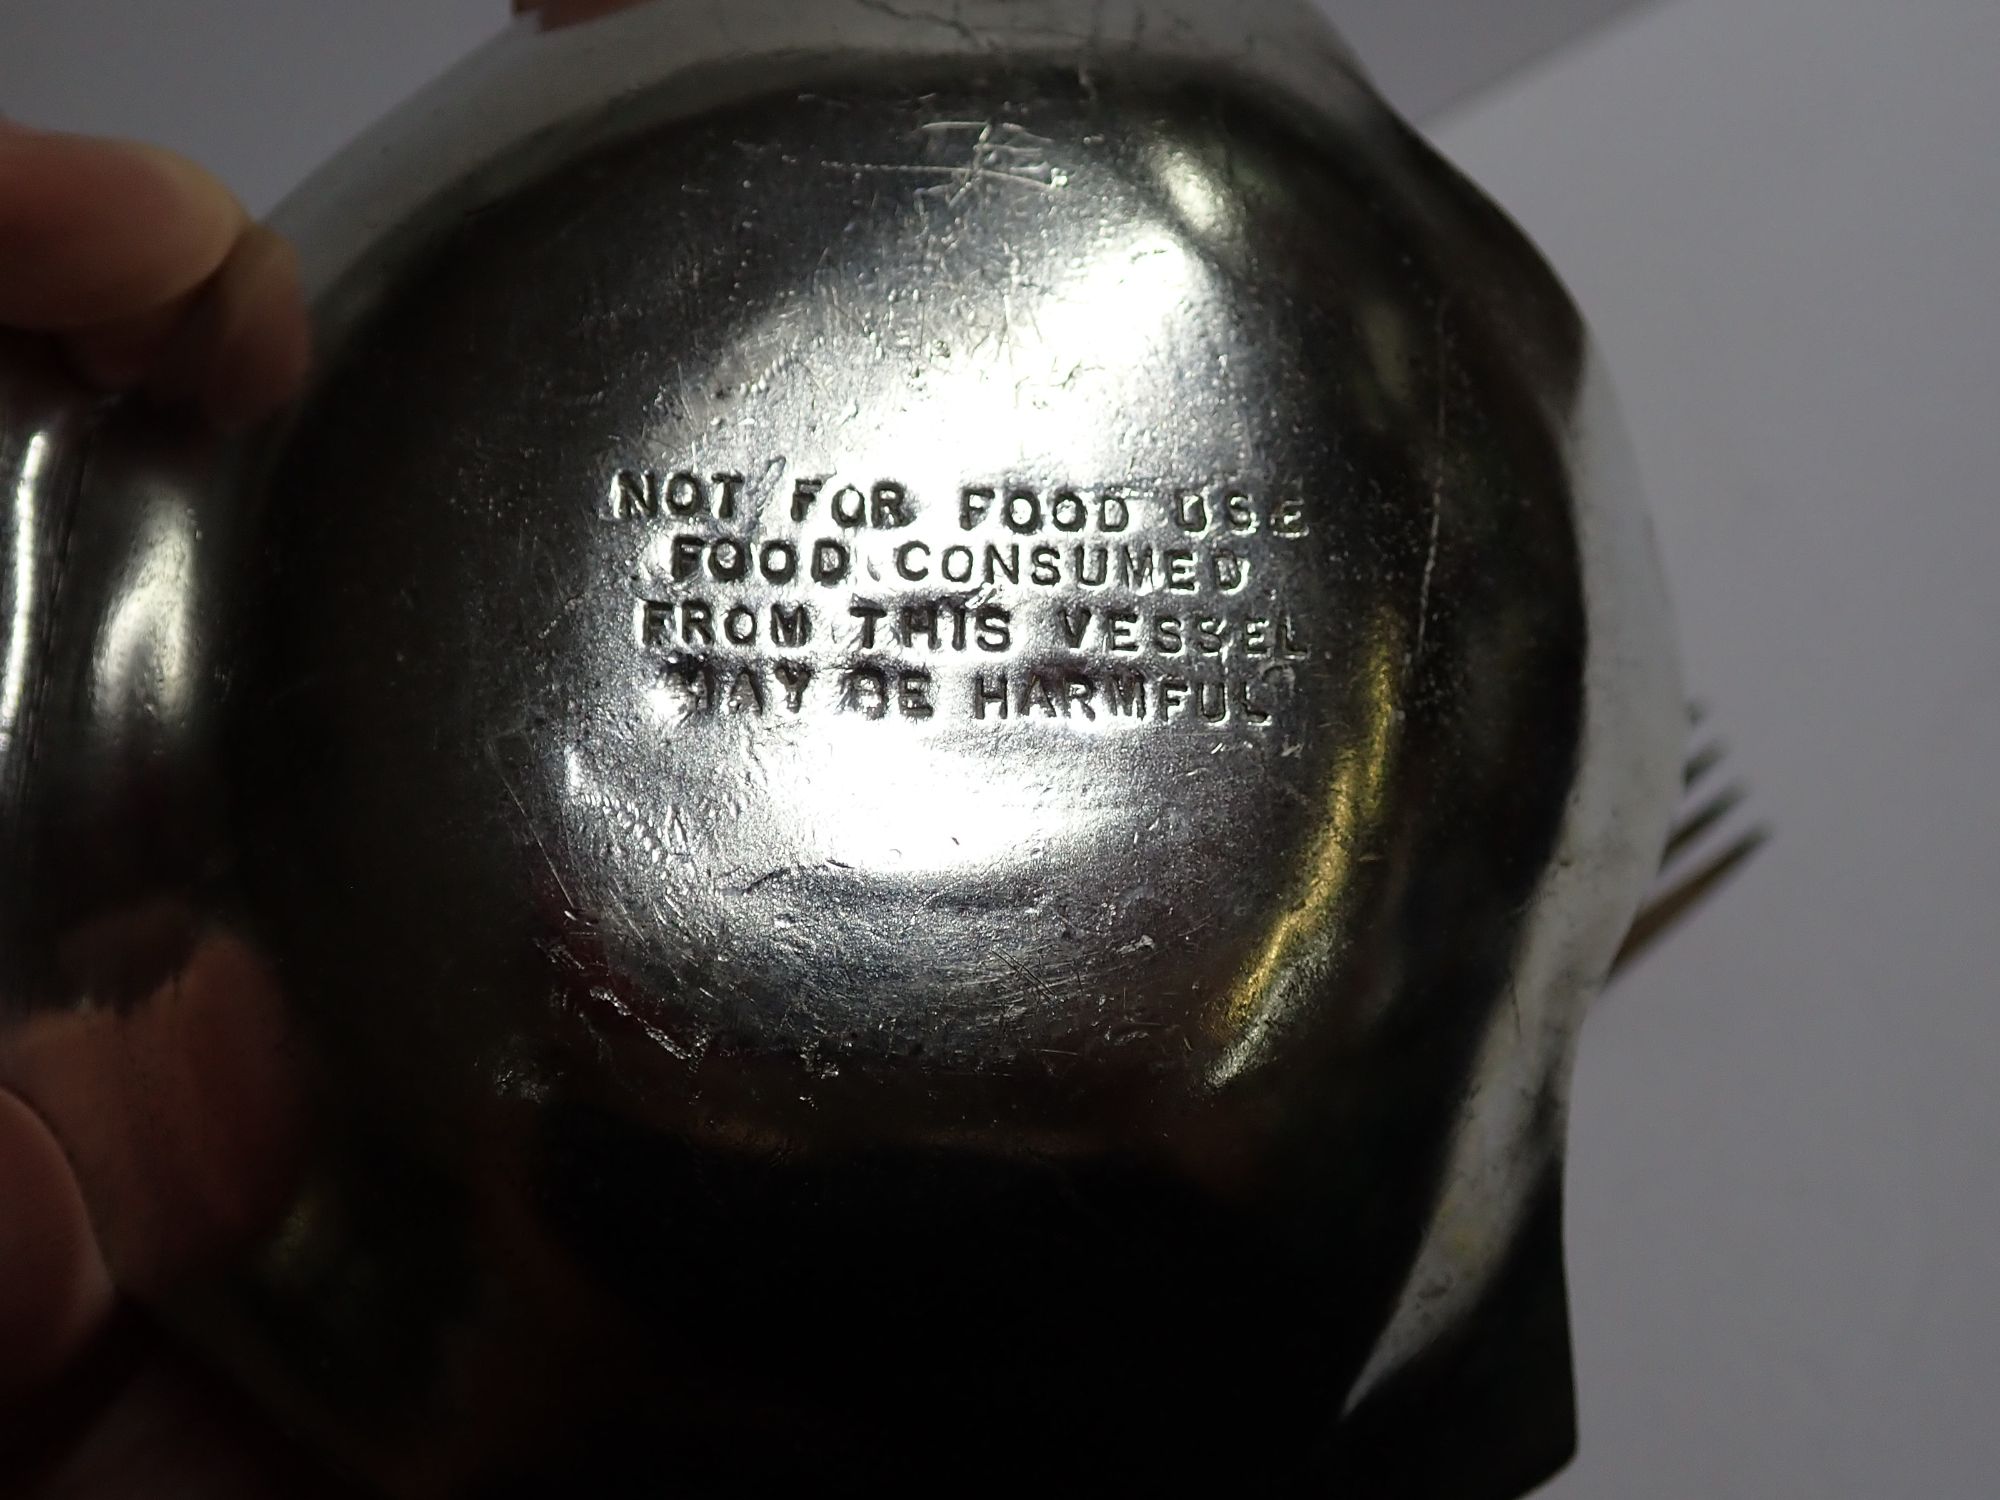 NOT FOR FOOD USE
FOOD CONSUMED
FROM THIS VESSEL
MAY BE HARMFUL